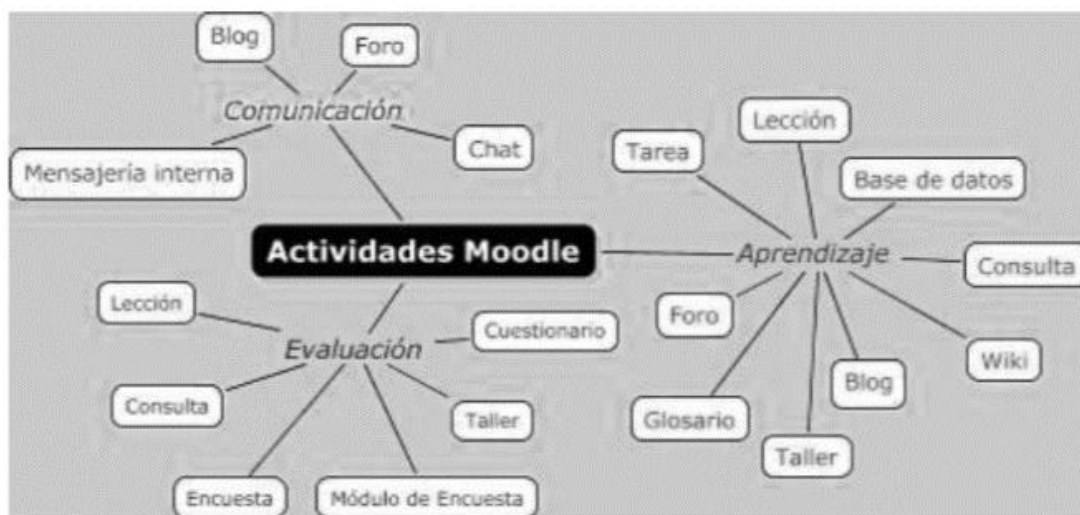 Blog
Foro
Comunicación
Mensajería interna
Chat
Actividades Moodle
Lección
Tarea
Base de datos
Aprendizaje
Consulta
Foro
Wiki
Blog
Glosario
Taller
Lección
Cuestionario
Evaluación
Consulta
Taller
Encuesta
Módulo de Encuesta